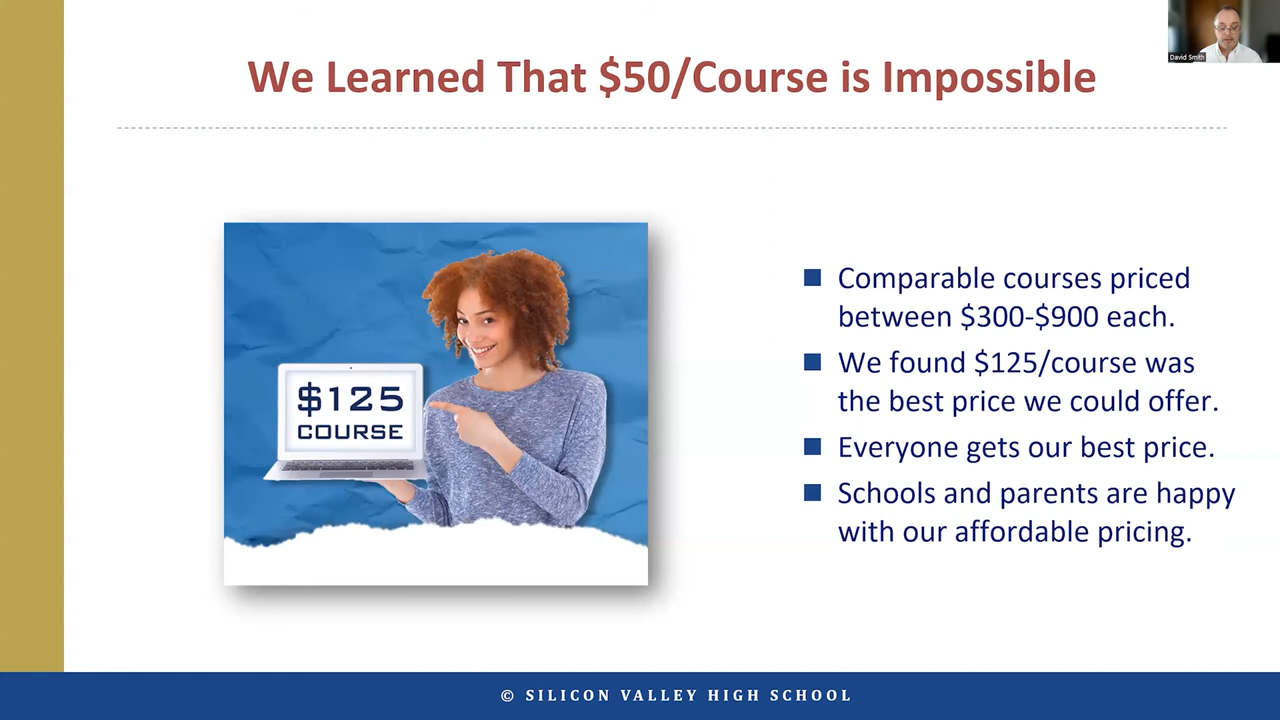 David Smith
We Learned That $50/Course is Impossible
$125
COURSE
■ Comparable courses priced
between $300-$900 each.
■ We found $125/course was
the best price we could offer.
■ Everyone gets our best price.
■ Schools and parents are happy
with our affordable pricing.
© SILICON VALLEY HIGH SCHOOL